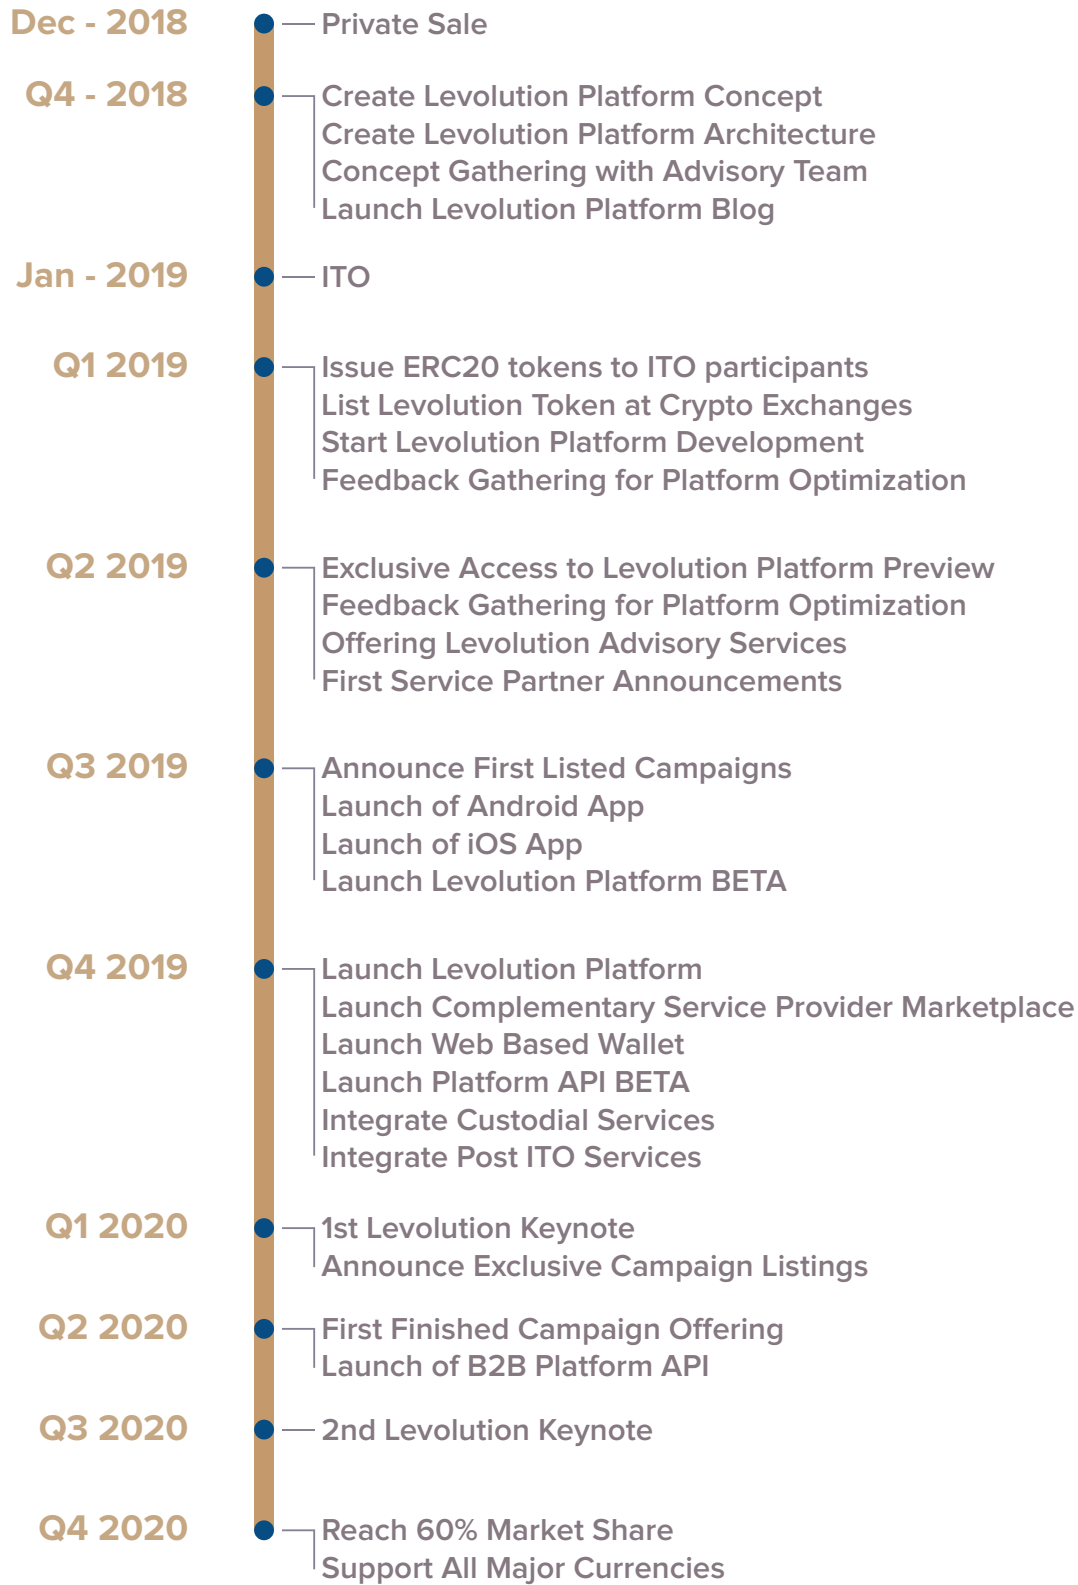 Dec - 2018
Private Sale
Q4 - 2018
Create Levolution Platform Concept
Create Levolution Platform Architecture
Concept Gathering with Advisory Team
Launch Levolution Platform Blog
Jan - 2019
ITO
Q1 2019
Issue ERC20 tokens to ITO participants
List Levolution Token at Crypto Exchanges
Start Levolution Platform Development
Feedback Gathering for Platform Optimization
Q2 2019
Exclusive Access to Levolution Platform Preview
Feedback Gathering for Platform Optimization
Offering Levolution Advisory Services
First Service Partner Announcements
Q3 2019
Announce First Listed Campaigns
Launch of Android App
Launch of iOS App
Launch Levolution Platform BETA
Q4 2019
Launch Levolution Platform
Launch Complementary Service Provider Marketplace
Launch Web Based Wallet
Launch Platform API BETA
Integrate Custodial Services
Integrate Post ITO Services
Q1 2020
1st Levolution Keynote
Announce Exclusive Campaign Listings
Q2 2020
First Finished Campaign Offering
Launch of B2B Platform API
Q3 2020
2nd Levolution Keynote
Q4 2020
Reach 60% Market Share
Support All Major Currencies